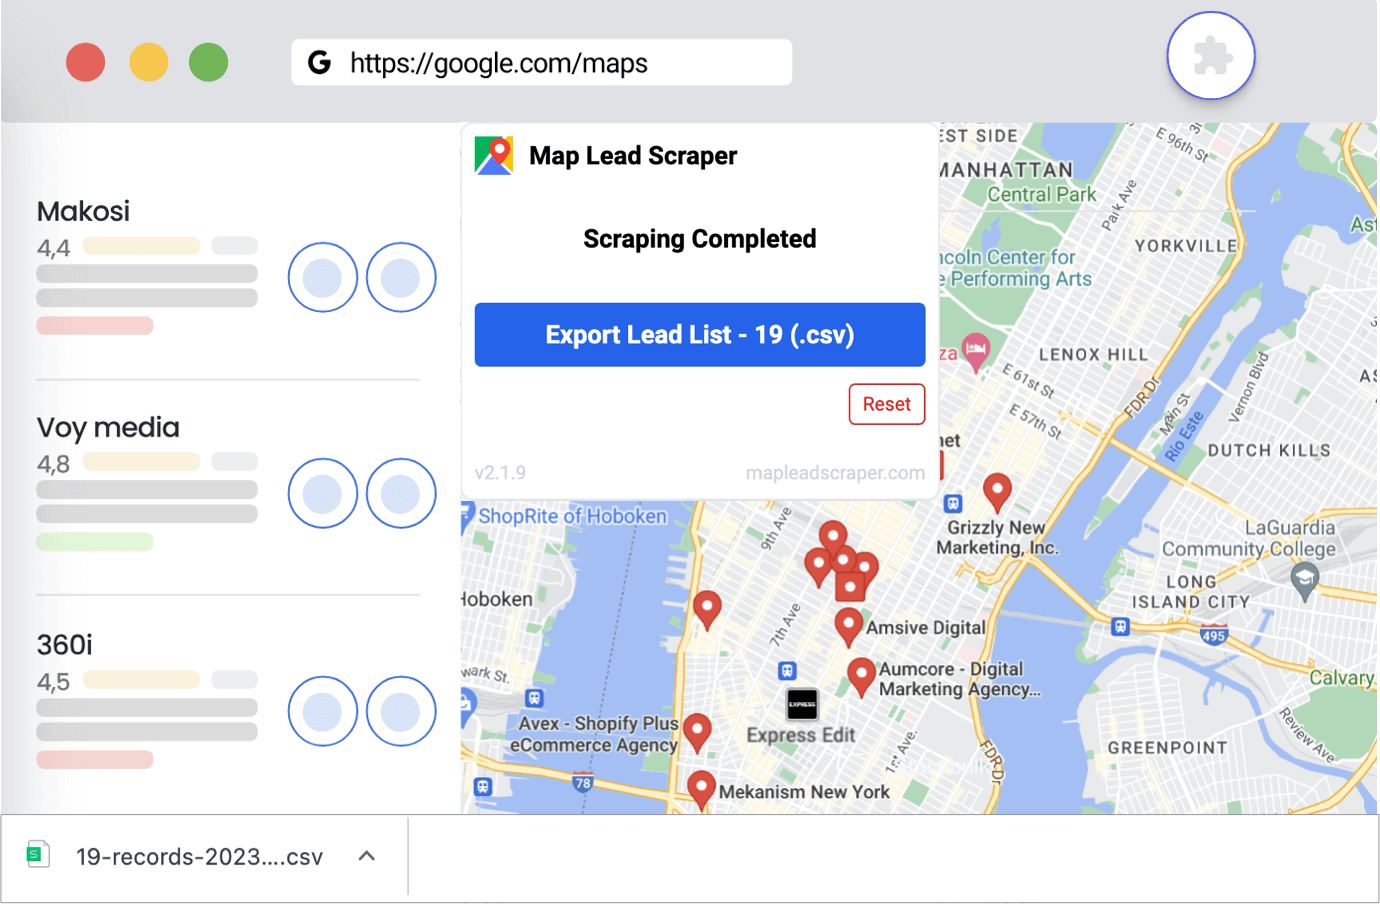 G https://google.com/maps
Map Lead Scraper
Scraping Completed
Export Lead List - 19 (.csv)
Reset
v2.1.9
mapleadscraper.com
Makosi
4,4
Voy media
4,8
360i
4,5
EST SIDE
E 96th St
MANHATTAN
Central Park
Park Ave
YORKVILLE
Ast
ncoln Center for
e Performing Arts
za
LENOX HILL
E 61st St
E 57th St
FDR Dr
Main St
Río Este
Vernon Blvd
AS
DUTCH KILLS
net
ShopRite of Hoboken
9th Ave
Grizzly New
Marketing, Inc.
LaGuardia
Community College
LONG
ISLAND CITY
495
Hoboken
7th Ave
Amsive Digital
Aumcore - Digital
Marketing Agency...
wark St.
EXPRESS
Express Edit
Avex - Shopify Plus
eCommerce Agency
1st Ave.
FDR Dr
78
Mekanism New York
Calvary
Review Ave
GREENPOINT
S
19-records-2023....csv